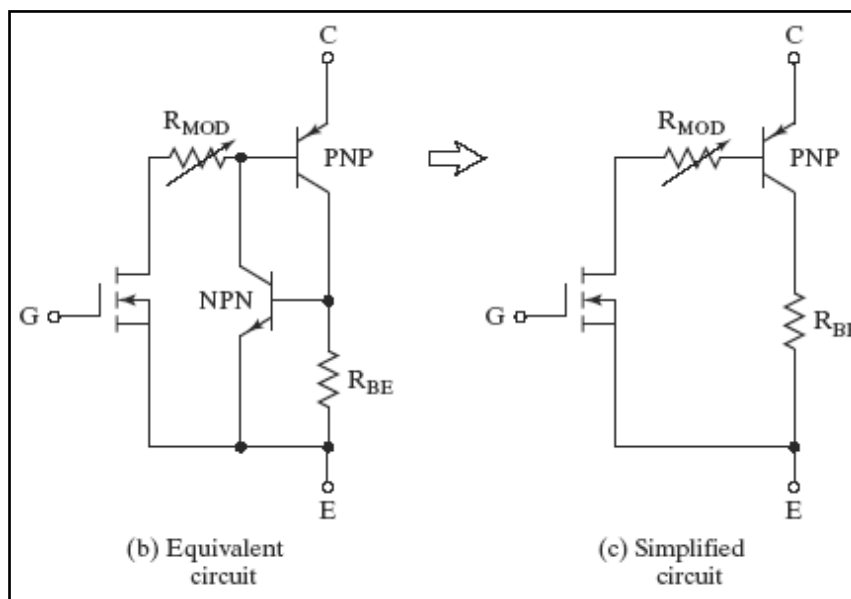 C
R_MOD
PNP
NPN
G
R_BE
E
(b) Equivalent
circuit
C
R_MOD
PNP
G
E
(c) Simplified
circuit